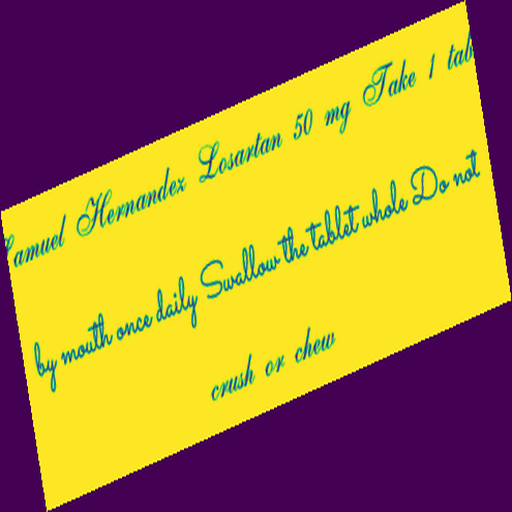 Samuel Hernandez Losartan 50 mg Take 1 tab
by mouth once daily Swallow the tablet whole Do not
crush or chew